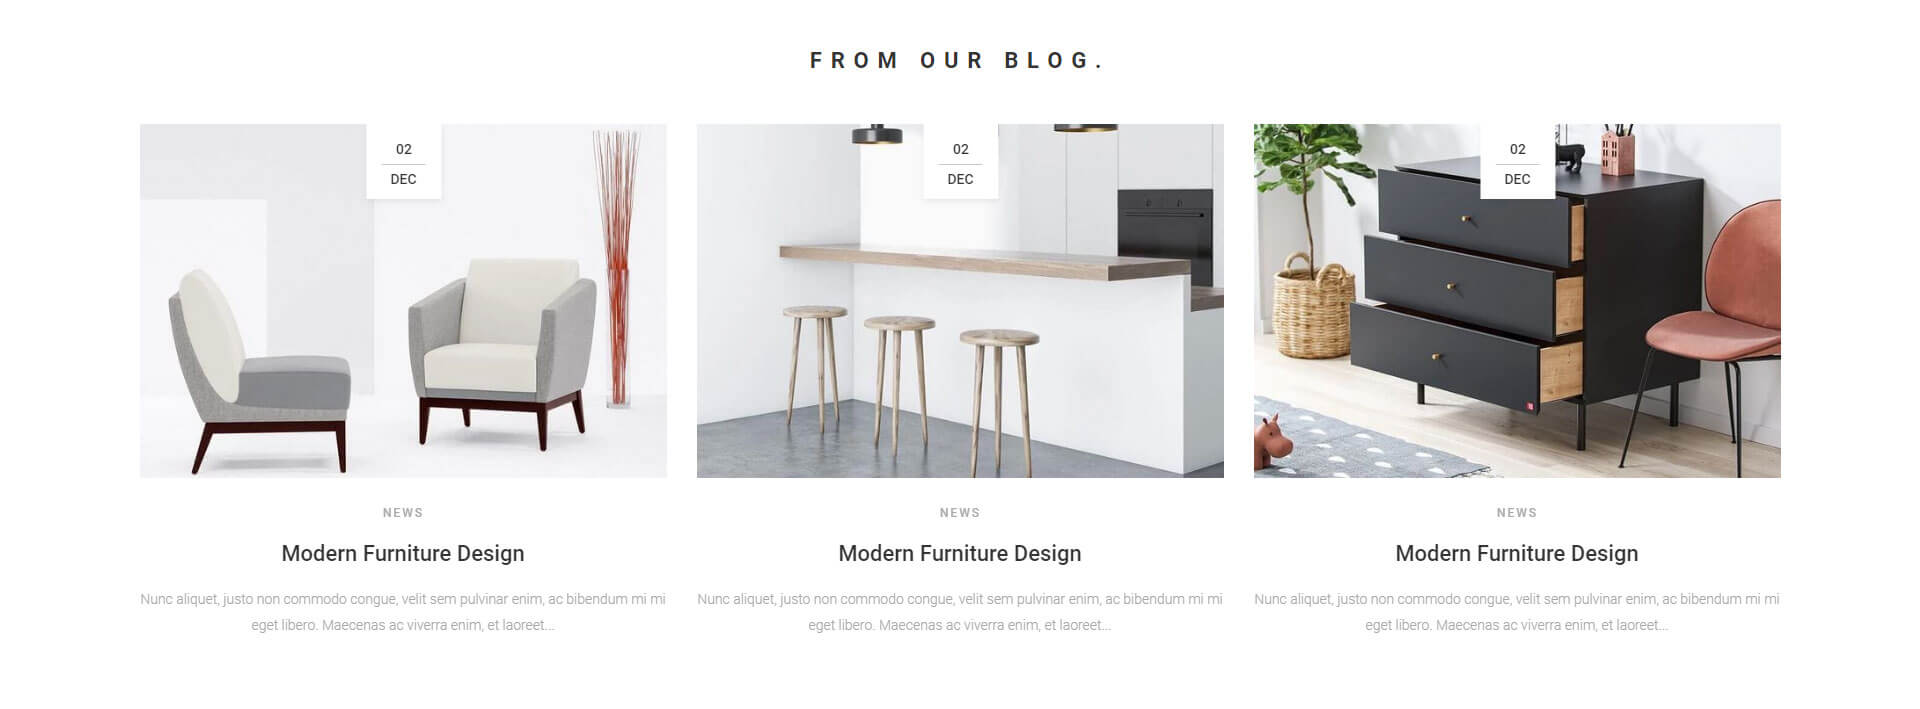 FROM OUR BLOG.
02
DEC
02
DEC
02
DEC
NEWS
Modern Furniture Design
Nunc aliquet, justo non commodo congue, velit sem pulvinar enim, ac bibendum mi mi
eget libero. Maecenas ac viverra enim, et laoreet...
NEWS
Modern Furniture Design
Nunc aliquet, justo non commodo congue, velit sem pulvinar enim, ac bibendum mi mi
eget libero. Maecenas ac viverra enim, et laoreet...
NEWS
Modern Furniture Design
Nunc aliquet, justo non commodo congue, velit sem pulvinar enim, ac bibendum mi mi
eget libero. Maecenas ac viverra enim, et laoreet...